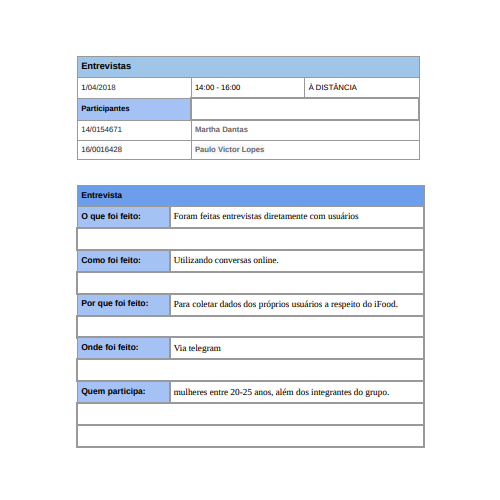 Entrevistas
1/04/2018 14:00 - 16:00 À DISTÂNCIA
Participantes
14/0154671 Martha Dantas
16/0016428 Paulo Victor Lopes
Entrevista
O que foi feito: Foram feitas entrevistas diretamente com usuários
Como foi feito: Utilizando conversas online.
Por que foi feito: Para coletar dados dos próprios usuários a respeito do iFood.
Onde foi feito: Via telegram
Quem participa: mulheres entre 20-25 anos, além dos integrantes do grupo.